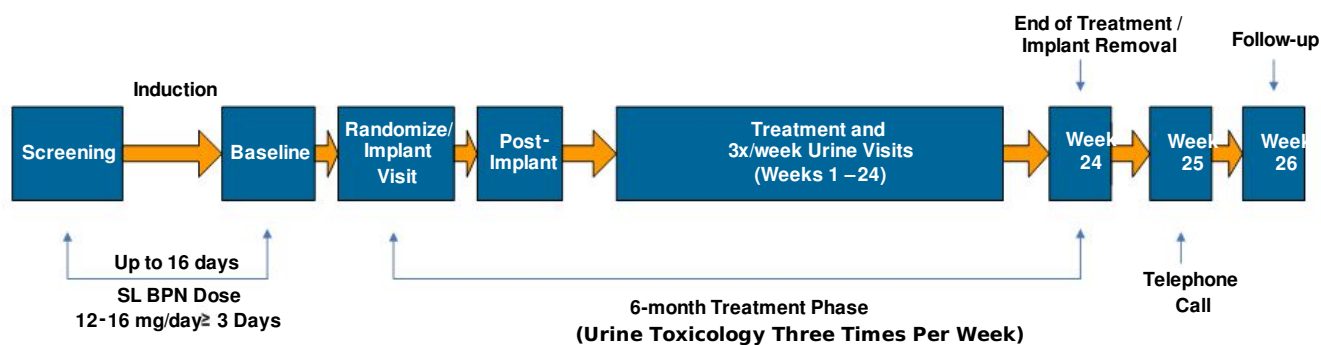 End of Treatment /
Implant Removal
Follow-up
Induction
Screening
Baseline
Randomize/
Implant
Visit
Post-
Implant
Treatment and
3x/week Urine Visits
(Weeks 1 –24)
Week
24
Week
25
Week
26
Up to 16 days
SL BPN Dose
12-16 mg/day≥ 3 Days
6-month Treatment Phase
(Urine Toxicology Three Times Per Week)
Telephone
Call